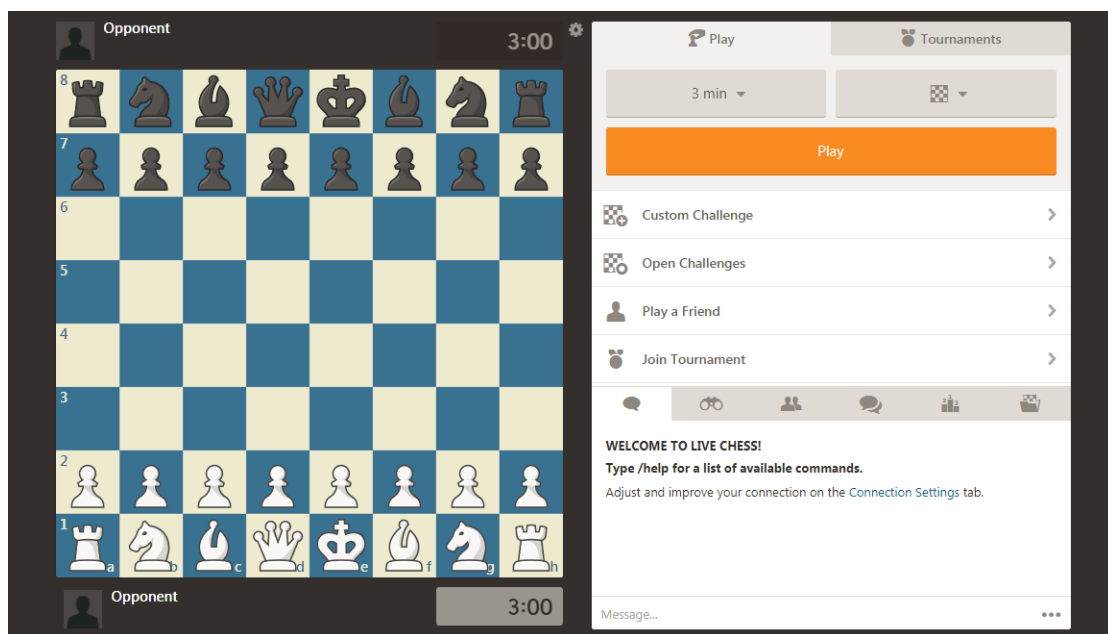 Opponent
3:00
8
7
6
5
4
3
2
1
a b c d e f g h
Opponent
3:00
Play
Tournaments
3 min
Play
Custom Challenge
Open Challenges
Play a Friend
Join Tournament
WELCOME TO LIVE CHESS!
Type /help for a list of available commands.
Adjust and improve your connection on the Connection Settings tab.
Message...